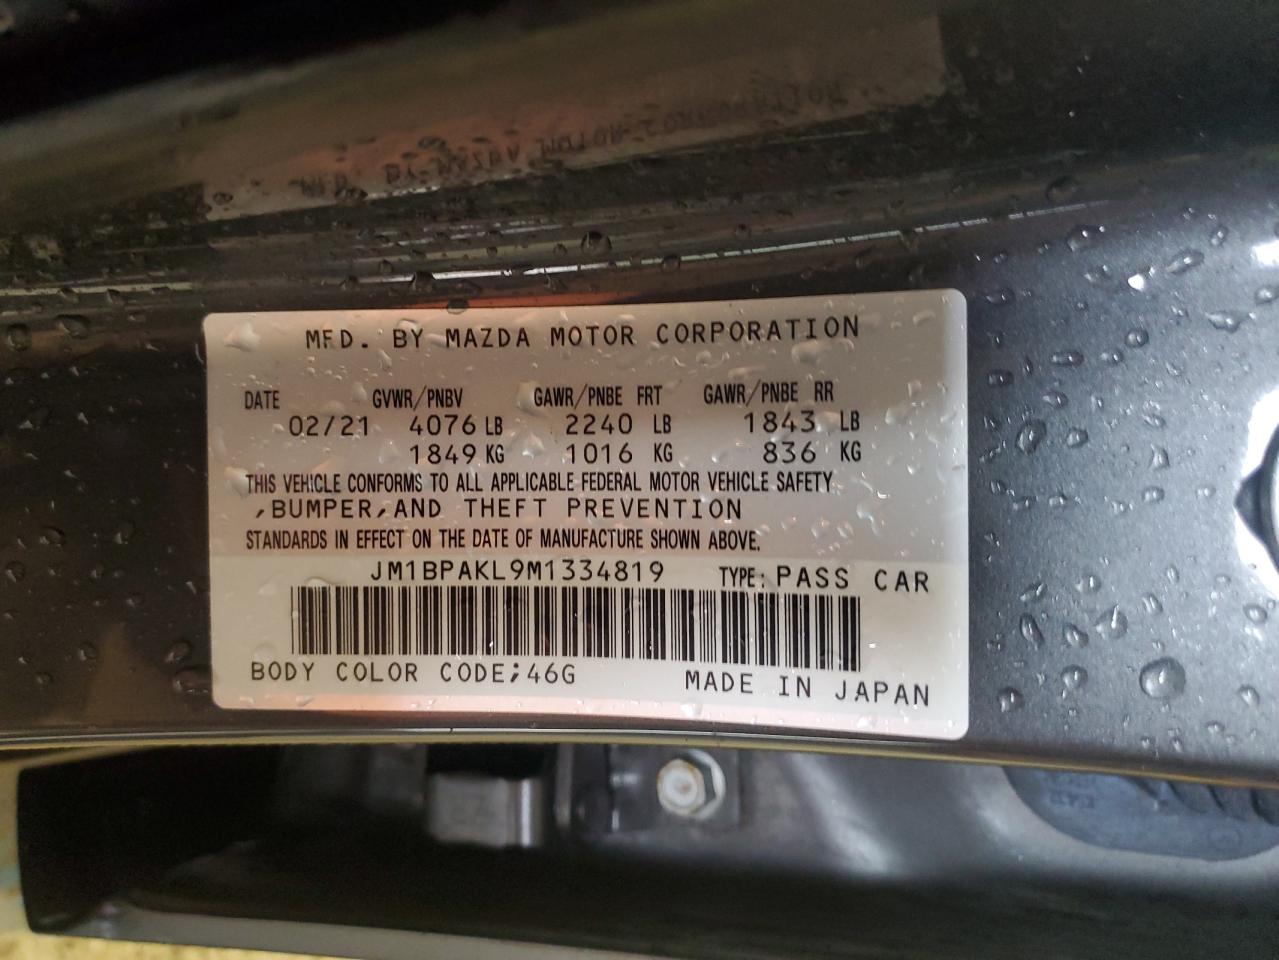 MFD. BY MAZDA MOTOR CORPORATION
DATE GVWR/PNBV GAWR/PNBE FRT GAWR/PNBE RR
02/21 4076 LB 2240 LB 1843 LB
1849 KG 1016 KG 836 KG
THIS VEHICLE CONFORMS TO ALL APPLICABLE FEDERAL MOTOR VEHICLE SAFETY
,BUMPER,AND THEFT PREVENTION
STANDARDS IN EFFECT ON THE DATE OF MANUFACTURE SHOWN ABOVE.
JM1BPAKL9M1334819 TYPE: PASS CAR
BODY COLOR CODE;46G MADE IN JAPAN